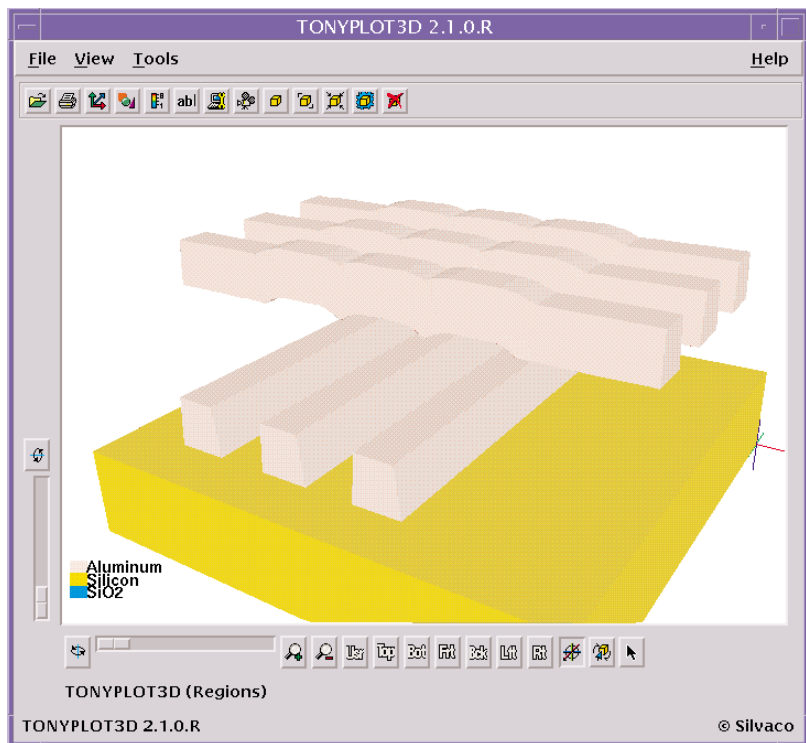 TONYPLOT3D 2.1.0.R
File View Tools Help
abl
Aluminum
Silicon
SiO2
Usr Top Bot Frt Bck Lft Rt
TONYPLOT3D (Regions)
TONYPLOT3D 2.1.0.R © Silvaco